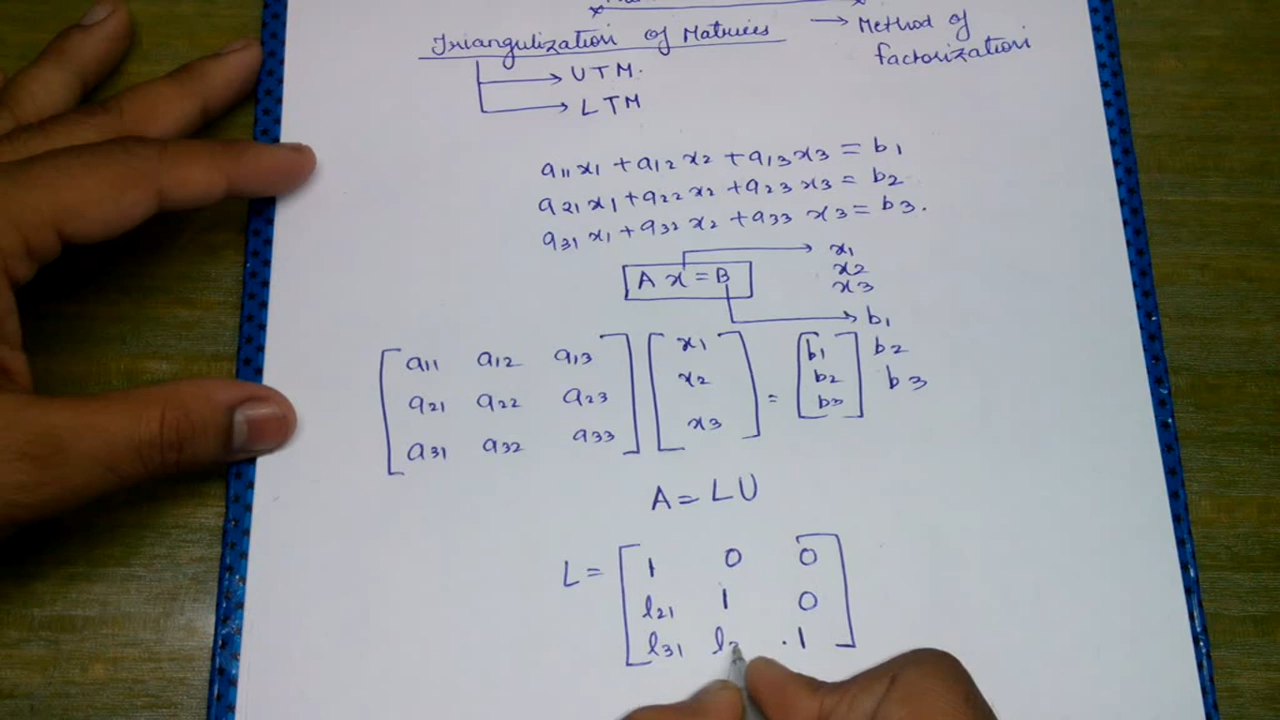 Triangulization of Matrices → Method of
factorization
→ UTM.
→ LTM
a11x1 + a12x2 + a13x3 = b1
a21x1 + a22x2 + a23x3 = b2
a31x1 + a32x2 + a33x3 = b3.
Ax = B
x1
x2
x3
b1
b2
b3
a11 a12 a13 x1 b1
a21 a22 a23 x2 = b2
a31 a32 a33 x3 b3
A = LU
L = 1 0 0
l21 1 0
l31 l3 . 1